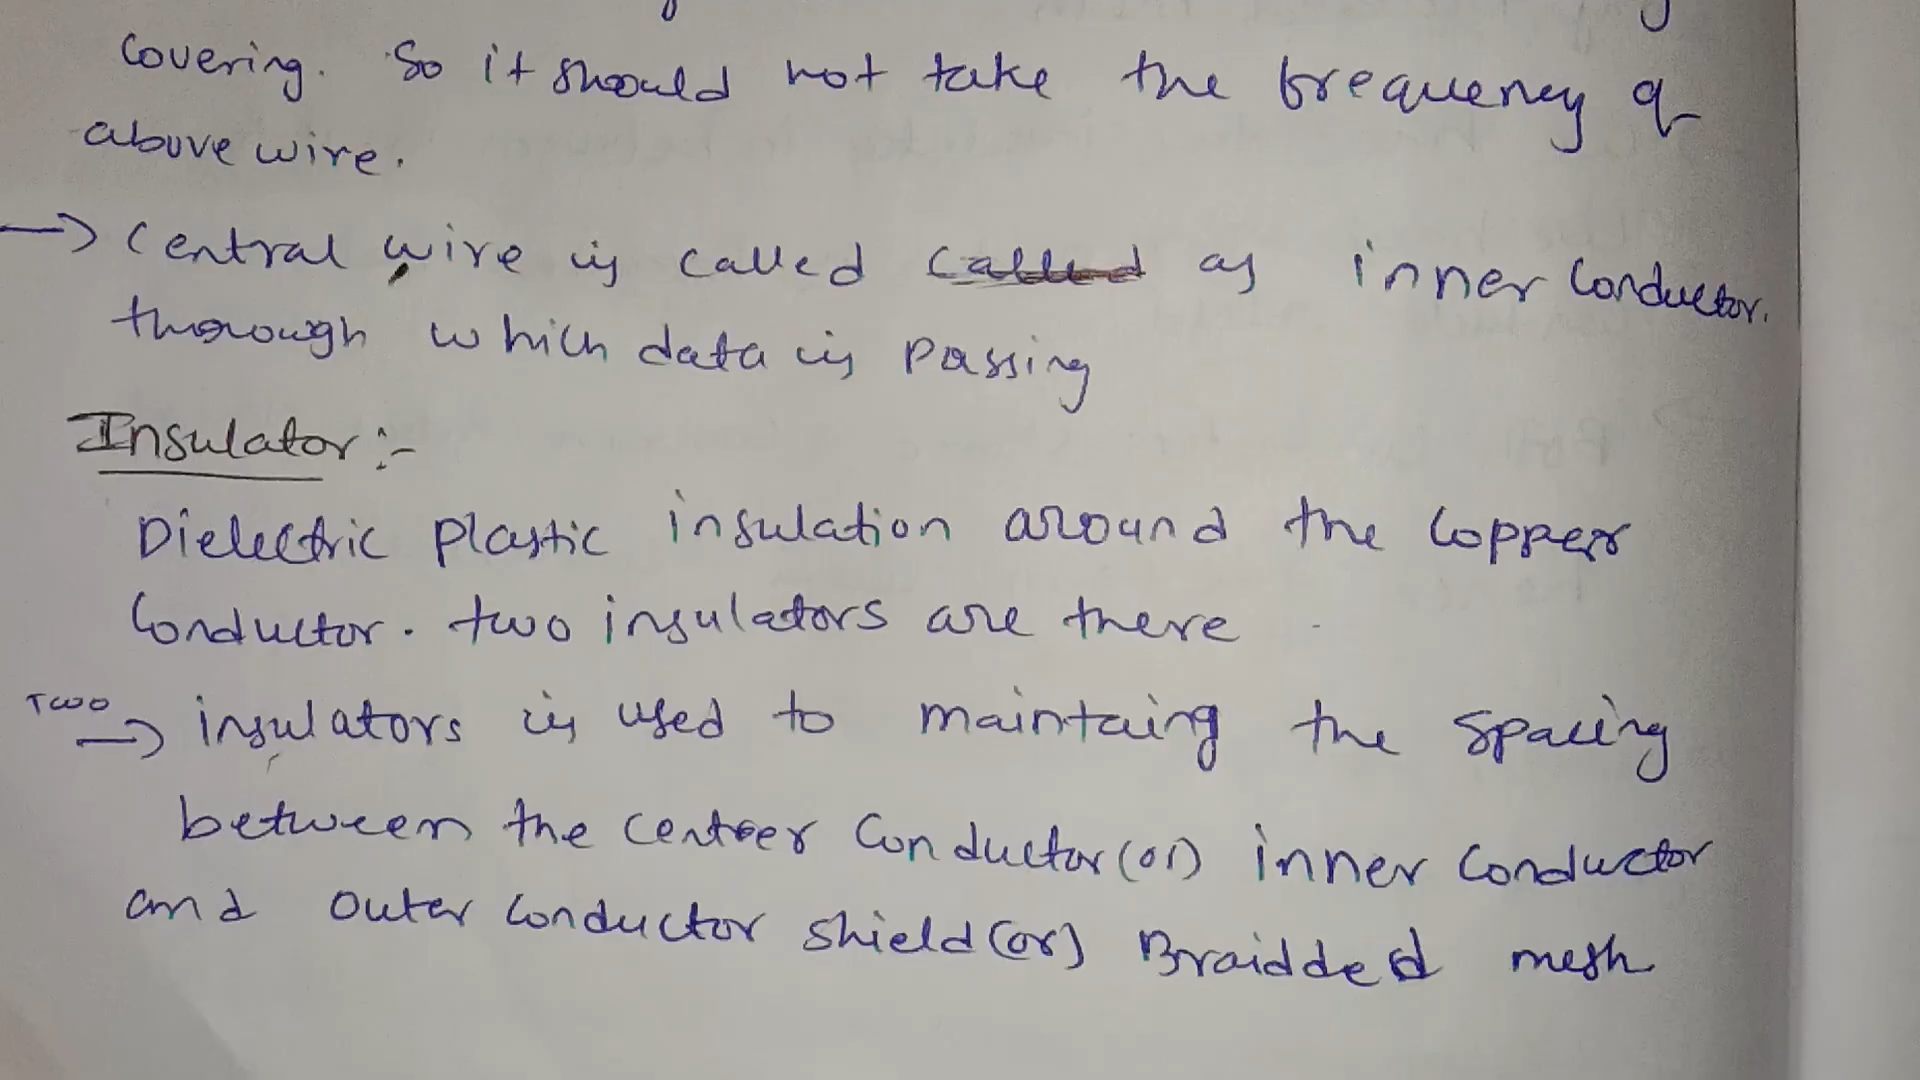 covering. So it should not take the frequency of
above wire.
→ Central wire is called called as inner conductor.
thorough which data is passing
Insulator :-
Dielectric plastic insulation around the copper
conductor. two insulators are there
Two → insulators is used to maintaing the spacing
between the center conductor (or) inner conductor
and outer conductor shield (or) Braidded mesh